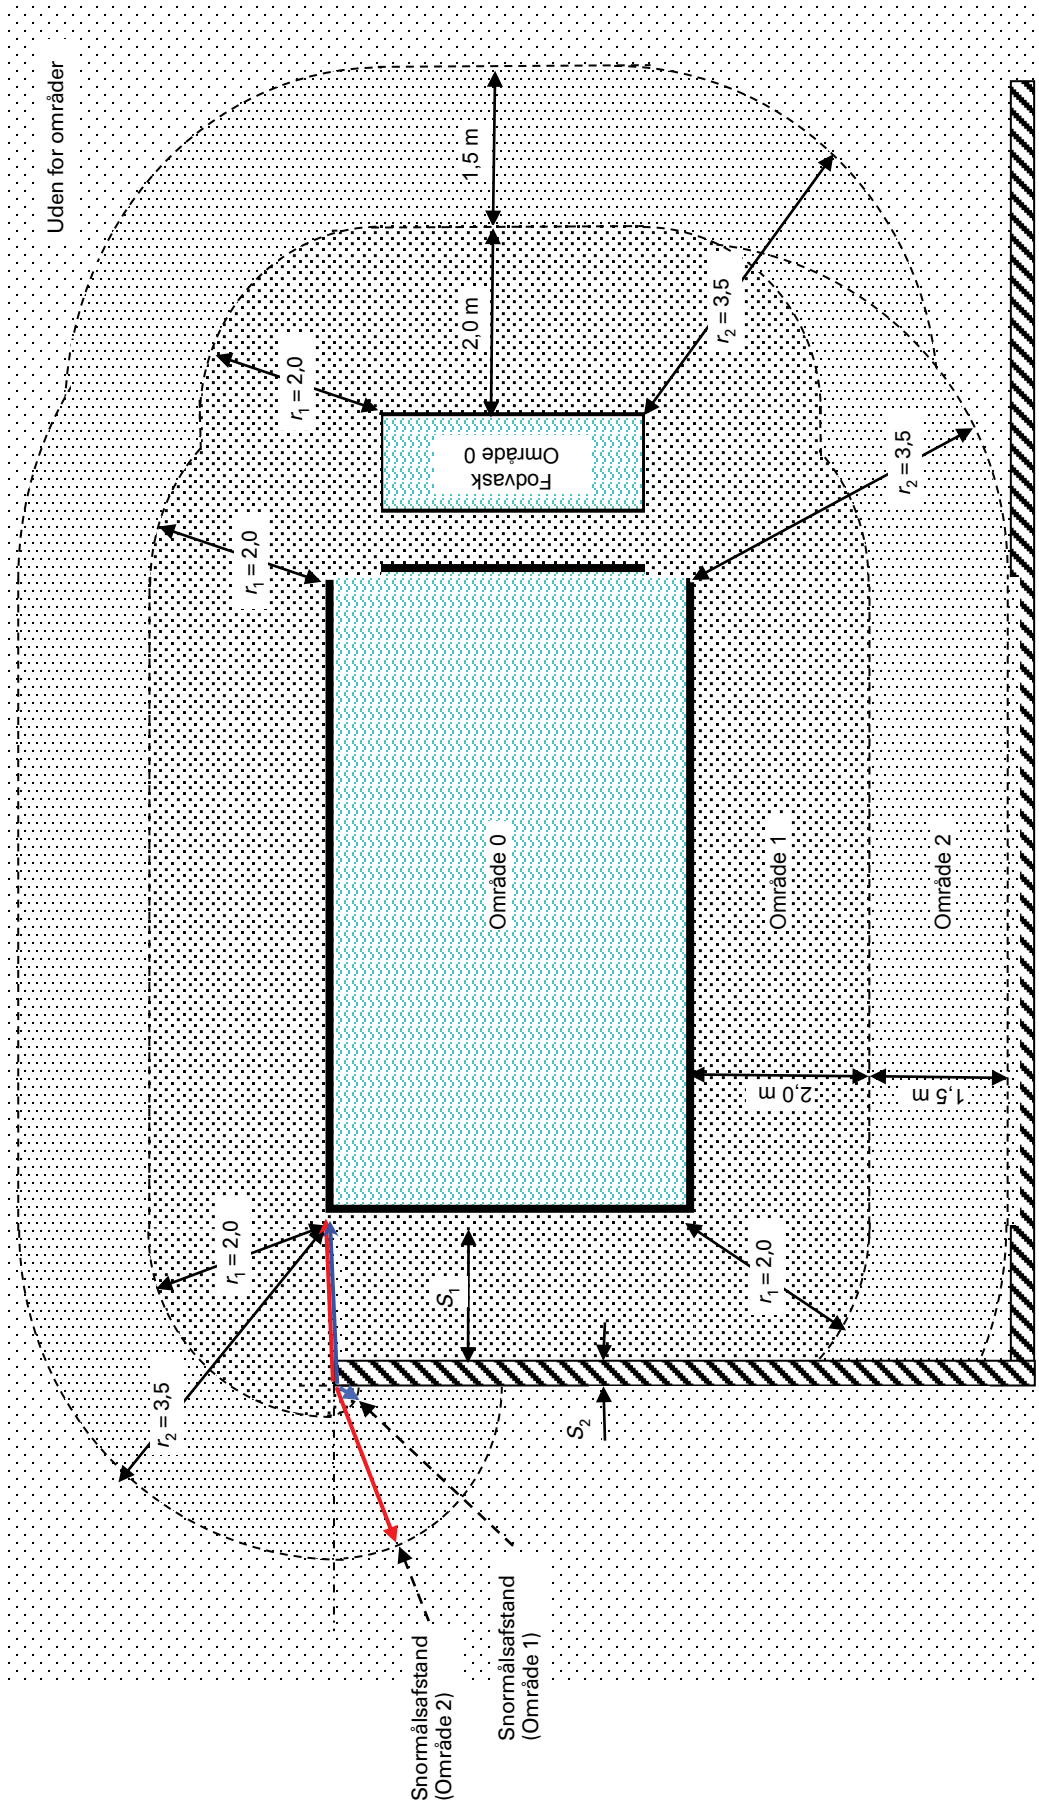 Uden for områder
1,5 m
2,0 m
r1 = 2,0
r2 = 3,5
Fodvask
Område 0
r1 = 2,0
r2 = 3,5
Område 0
Område 1
Område 2
2,0 m
1,5 m
r1 = 2,0
S1
r1 = 2,0
r2 = 3,5
S2
Snormålsafstand
(Område 2)
Snormålsafstand
(Område 1)